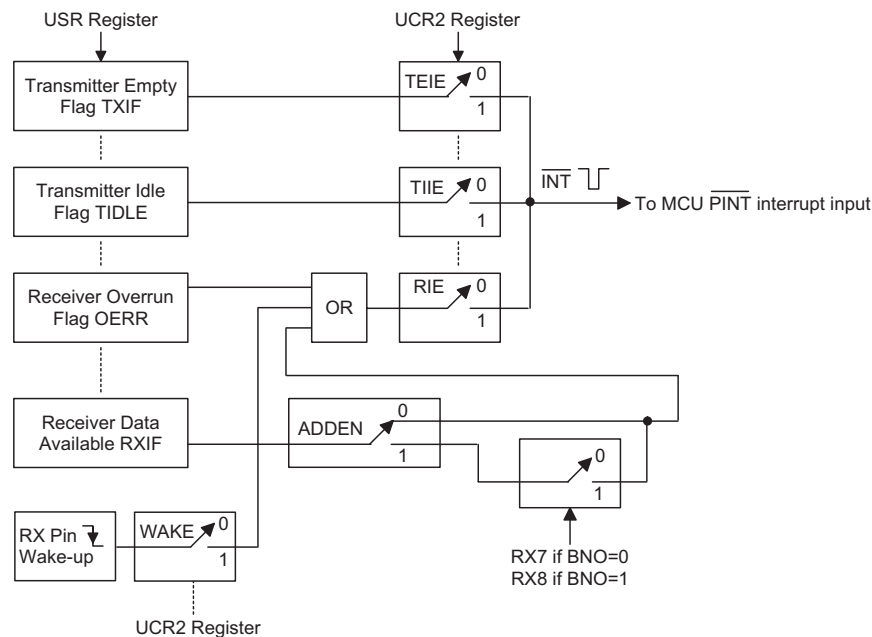 USR Register
UCR2 Register
Transmitter Empty
Flag TXIF
TEIE
0
1
Transmitter Idle
Flag TIDLE
TIIE
0
1
INT
To MCU PINT interrupt input
Receiver Overrun
Flag OERR
OR
RIE
0
1
Receiver Data
Available RXIF
ADDEN
0
1
0
1
RX Pin
Wake-up
WAKE
0
1
RX7 if BNO=0
RX8 if BNO=1
UCR2 Register